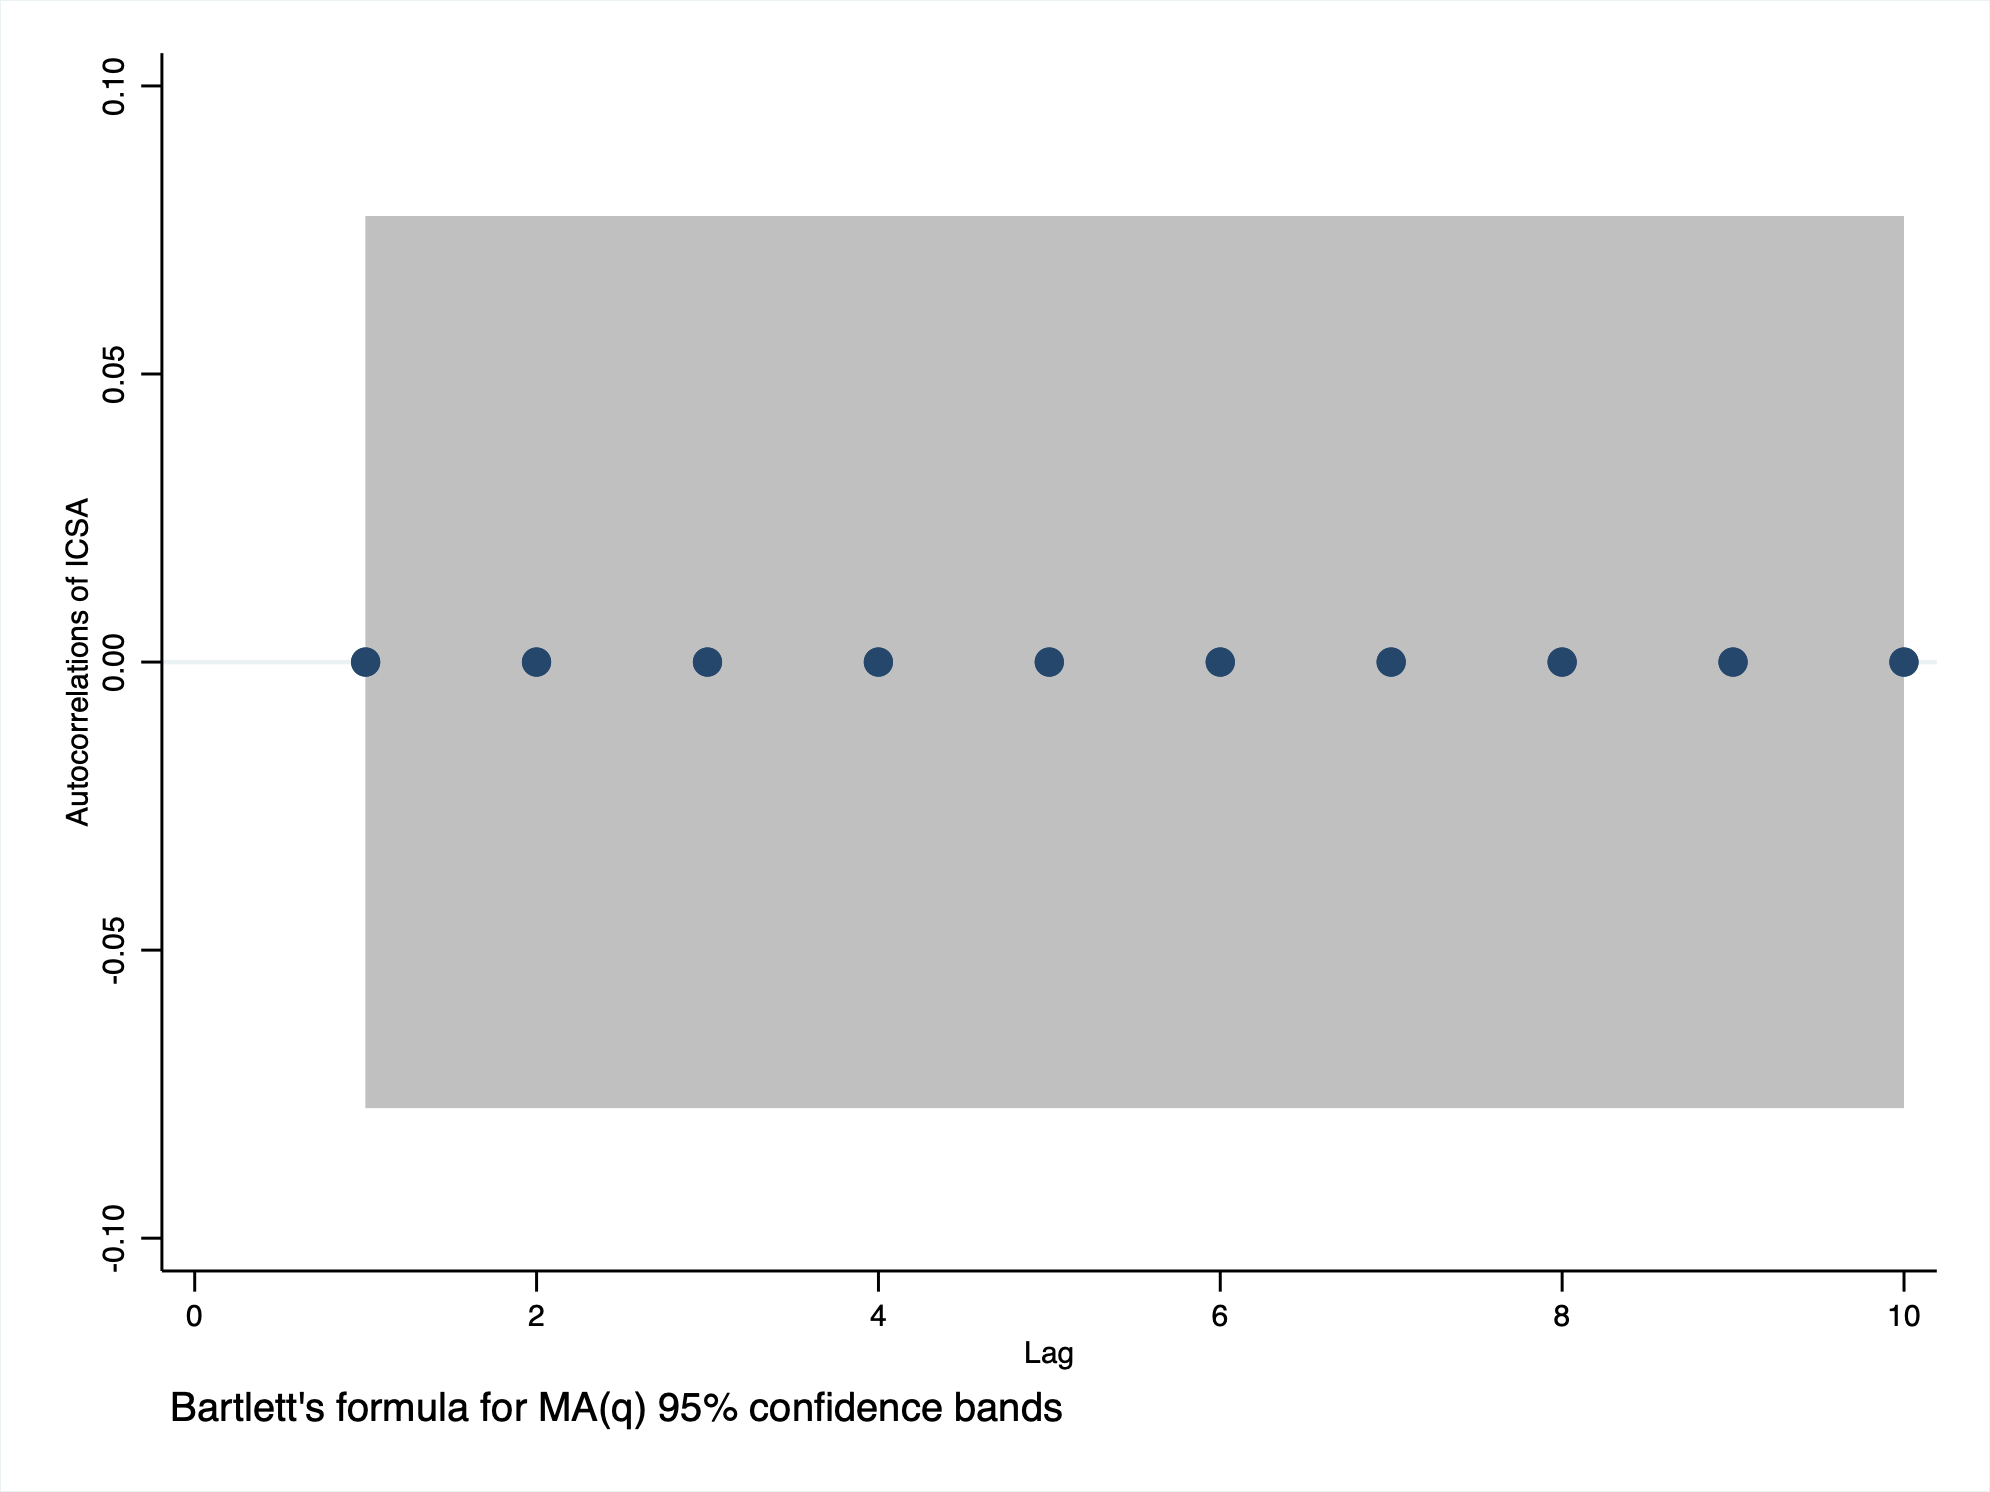 Autocorrelations of ICSA
0.10
0.05
0.00
-0.05
-0.10
0 2 4 6 8 10
Lag
Bartlett's formula for MA(q) 95% confidence bands